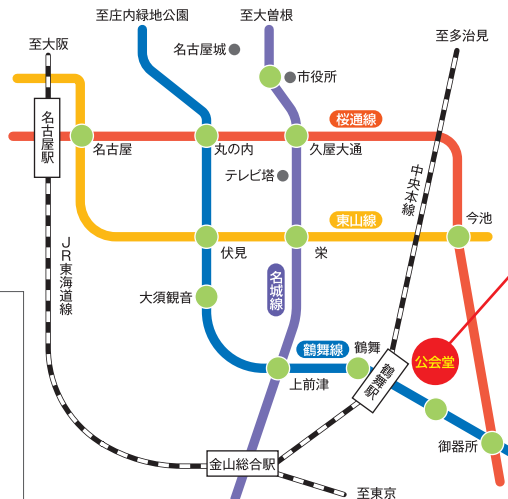 至庄内緑地公園
至大曽根
至大阪
名古屋城
至多治見
市役所
桜通線
名古屋駅
名古屋
丸の内
久屋大通
テレビ塔
中央本線
東山線
今池
伏見
栄
JR東海道線
大須観音
名城線
鶴舞線
鶴舞
公会堂
上前津
鶴舞駅
御器所
金山総合駅
至東京